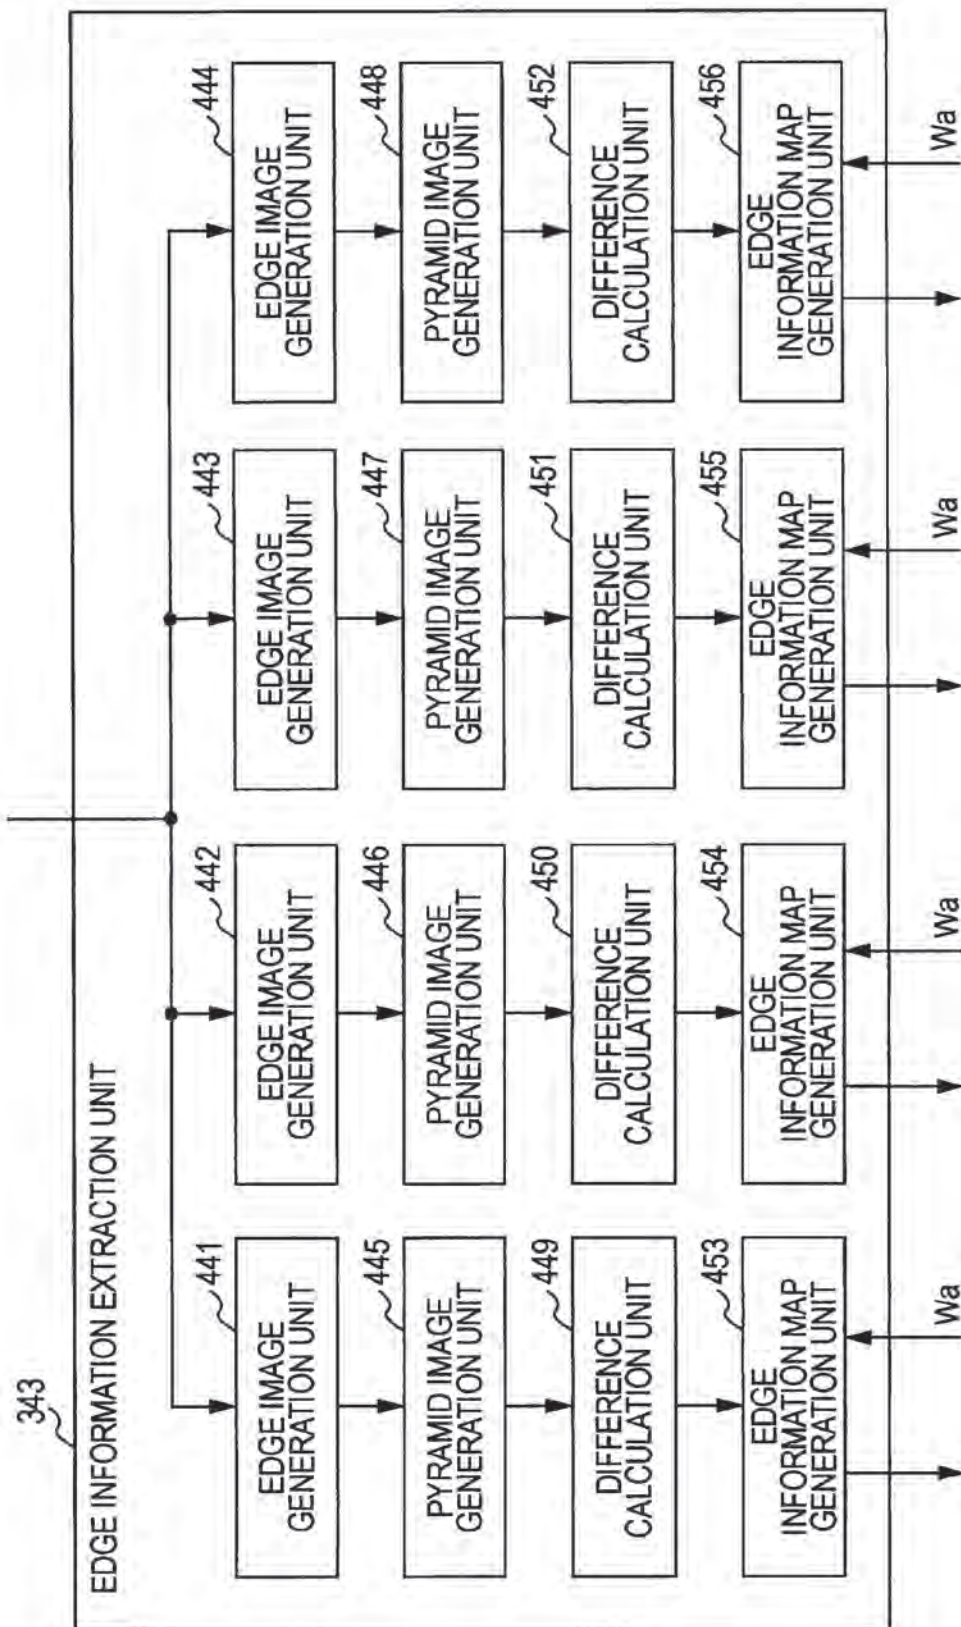 343
EDGE INFORMATION EXTRACTION UNIT
441
EDGE IMAGE
GENERATION UNIT
442
EDGE IMAGE
GENERATION UNIT
443
EDGE IMAGE
GENERATION UNIT
444
EDGE IMAGE
GENERATION UNIT
445
PYRAMID IMAGE
GENERATION UNIT
446
PYRAMID IMAGE
GENERATION UNIT
447
PYRAMID IMAGE
GENERATION UNIT
448
PYRAMID IMAGE
GENERATION UNIT
449
DIFFERENCE
CALCULATION UNIT
450
DIFFERENCE
CALCULATION UNIT
451
DIFFERENCE
CALCULATION UNIT
452
DIFFERENCE
CALCULATION UNIT
453
EDGE
INFORMATION MAP
GENERATION UNIT
454
EDGE
INFORMATION MAP
GENERATION UNIT
455
EDGE
INFORMATION MAP
GENERATION UNIT
456
EDGE
INFORMATION MAP
GENERATION UNIT
Wa
Wa
Wa
Wa